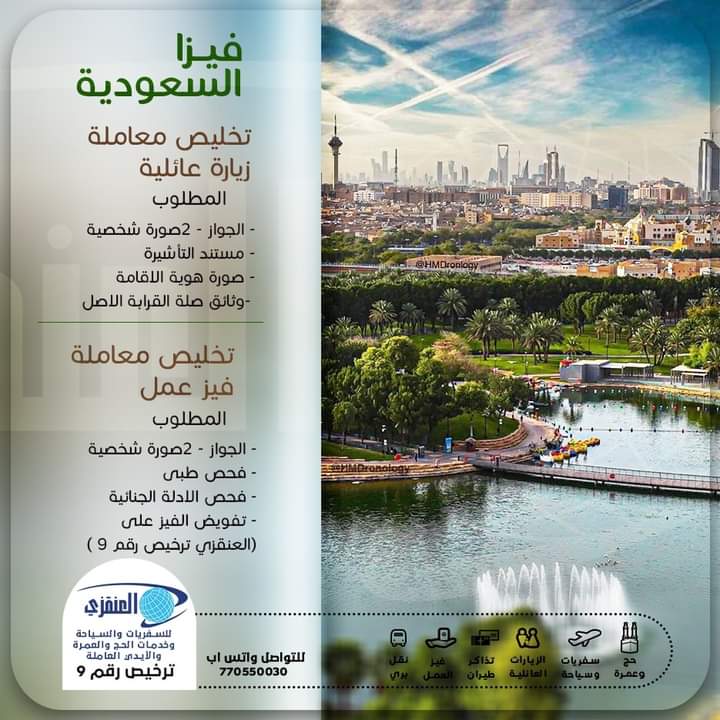 فيزا
السعودية
تخليص معاملة
زيارة عائلية
المطلوب
- الجواز - 2صورة شخصية
- مستند التأشيرة
- صورة هوية الاقامة
-وثائق صلة القرابة الاصل
تخليص معاملة
فيز عمل
المطلوب
- الجواز - 2صورة شخصية
- فحص طبي
- فحص الادلة الجنائية
- تفويض الفيز على
(العنقزي ترخيص رقم 9 )
@HMDronology
@HMDronology
العنقزي
للسفريات والسياحة
وخدمات الحج والعمرة
والأيدي العاملة
ترخيص رقم 9
للتواصل واتس اب
770550030
حج
وعمرة
سفريات
وسياحة
الزيارات
العائلية
تذاكر
طيران
فيز
العمل
نقل
بري